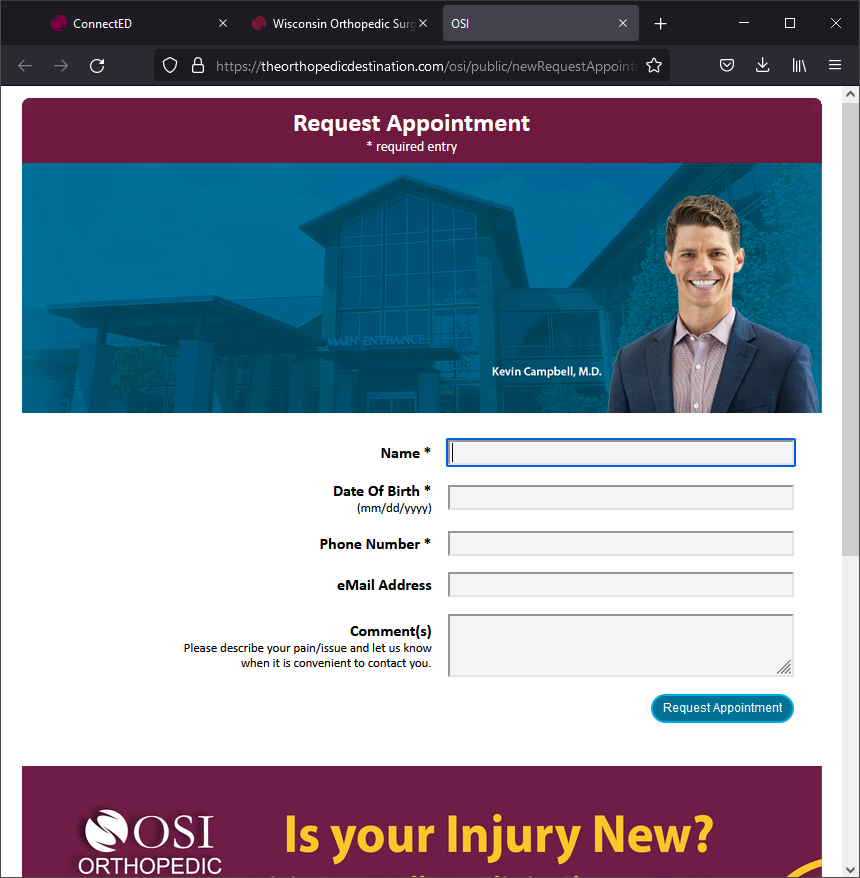 ConnectED
Wisconsin Orthopedic Surg
OSI
https://theorthopedicdestination.com/osi/public/newRequestAppoint
Request Appointment
* required entry
MAIN ENTRANCE
Kevin Campbell, M.D.
Name *
Date Of Birth *
(mm/dd/yyyy)
Phone Number *
eMail Address
Comment(s)
Please describe your pain/issue and let us know
when it is convenient to contact you.
Request Appointment
OSI
ORTHOPEDIC
Is your Injury New?